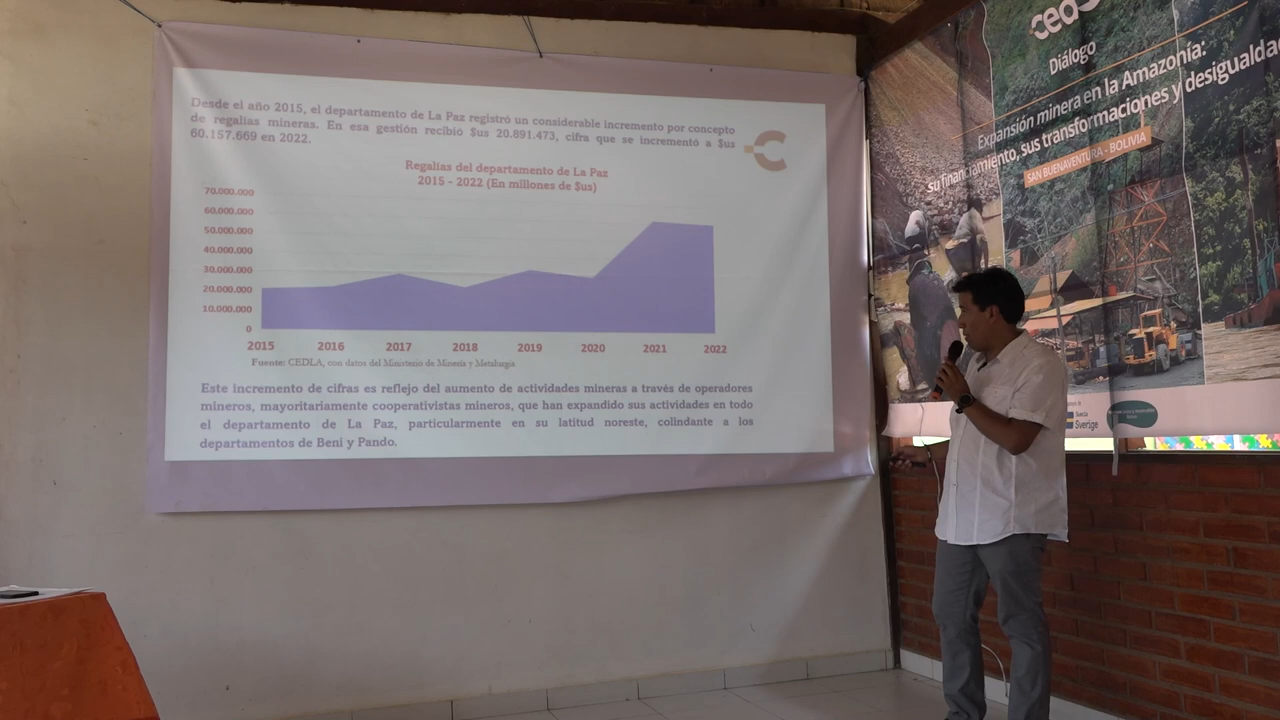 Desde el año 2015, el departamento de La Paz registró un considerable incremento por concepto
de regalías mineras. En esa gestión recibió $us 20.891.473, cifra que se incrementó a $us
60.157.669 en 2022.
Regalías del departamento de La Paz
2015 - 2022 (En millones de $us)
70.000.000
60.000.000
50.000.000
40.000.000
30.000.000
20.000.000
10.000.000
0
2015 2016 2017 2018 2019 2020 2021 2022
Fuente: CEDLA, con datos del Ministerio de Minería y Metalurgia
Este incremento de cifras es reflejo del aumento de actividades mineras a través de operadores
mineros, mayoritariamente cooperativistas mineros, que han expandido sus actividades en todo
el departamento de La Paz, particularmente en su latitud noreste, colindante a los
departamentos de Beni y Pando.
Diálogo
Expansión minera en la Amazonía:
su financiamiento, sus transformaciones y desigualdad
SAN BUENAVENTURA - BOLIVIA
Suecia
Sverige